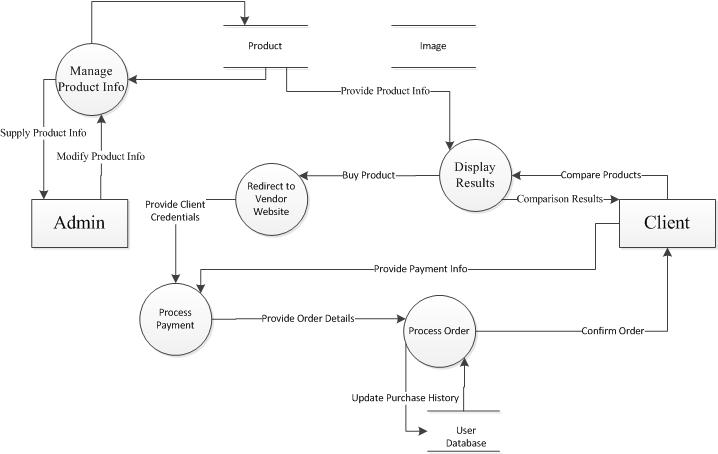 Product
Image
Manage
Product Info
Provide Product Info
Supply Product Info
Modify Product Info
Display
Results
Buy Product
Compare Products
Redirect to
Vendor
Website
Comparison Results
Provide Client
Credentials
Admin
Client
Provide Payment Info
Process
Payment
Provide Order Details
Process Order
Confirm Order
Update Purchase History
User
Database